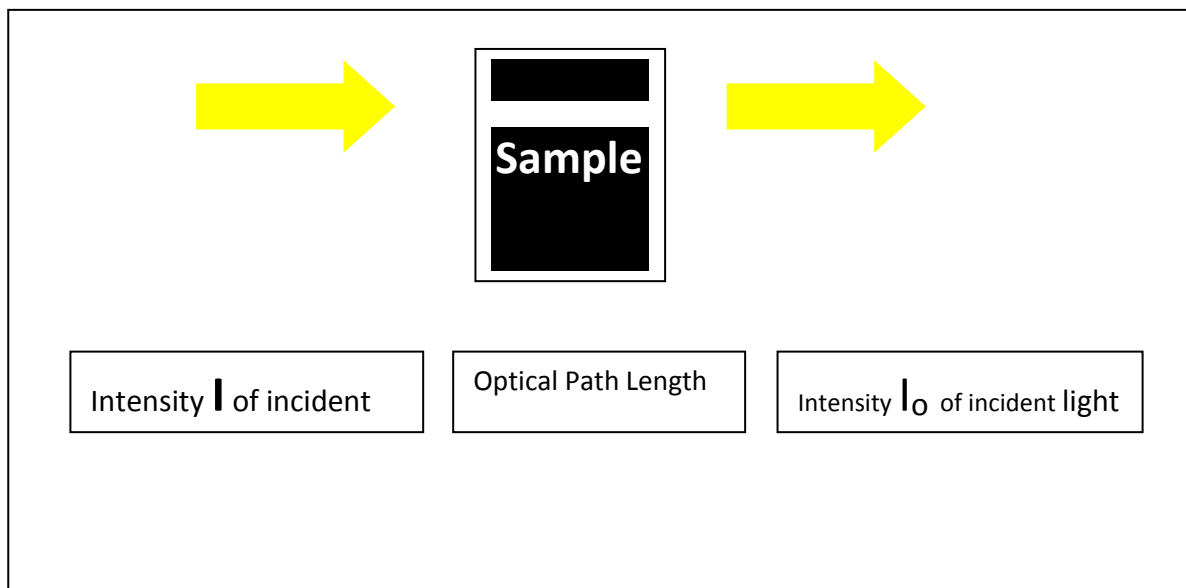 Sample
Intensity I of incident
Optical Path Length
Intensity Io of incident light